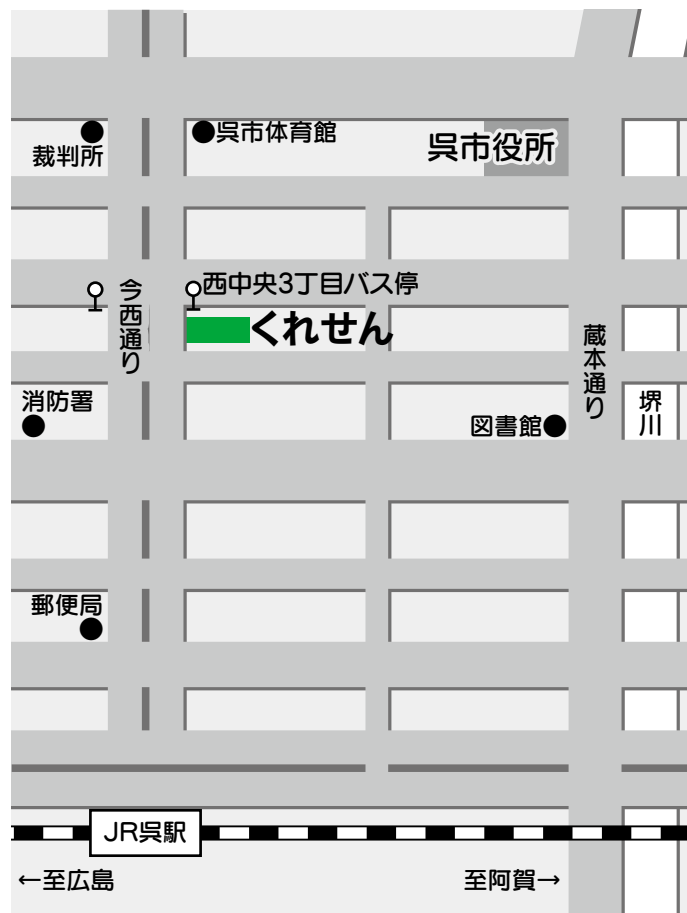 裁判所
呉市体育館
呉市役所
西中央3丁目バス停
今西通り
くれせん
蔵本通り
消防署
図書館
堺川
郵便局
JR呉駅
←至広島
至阿賀→